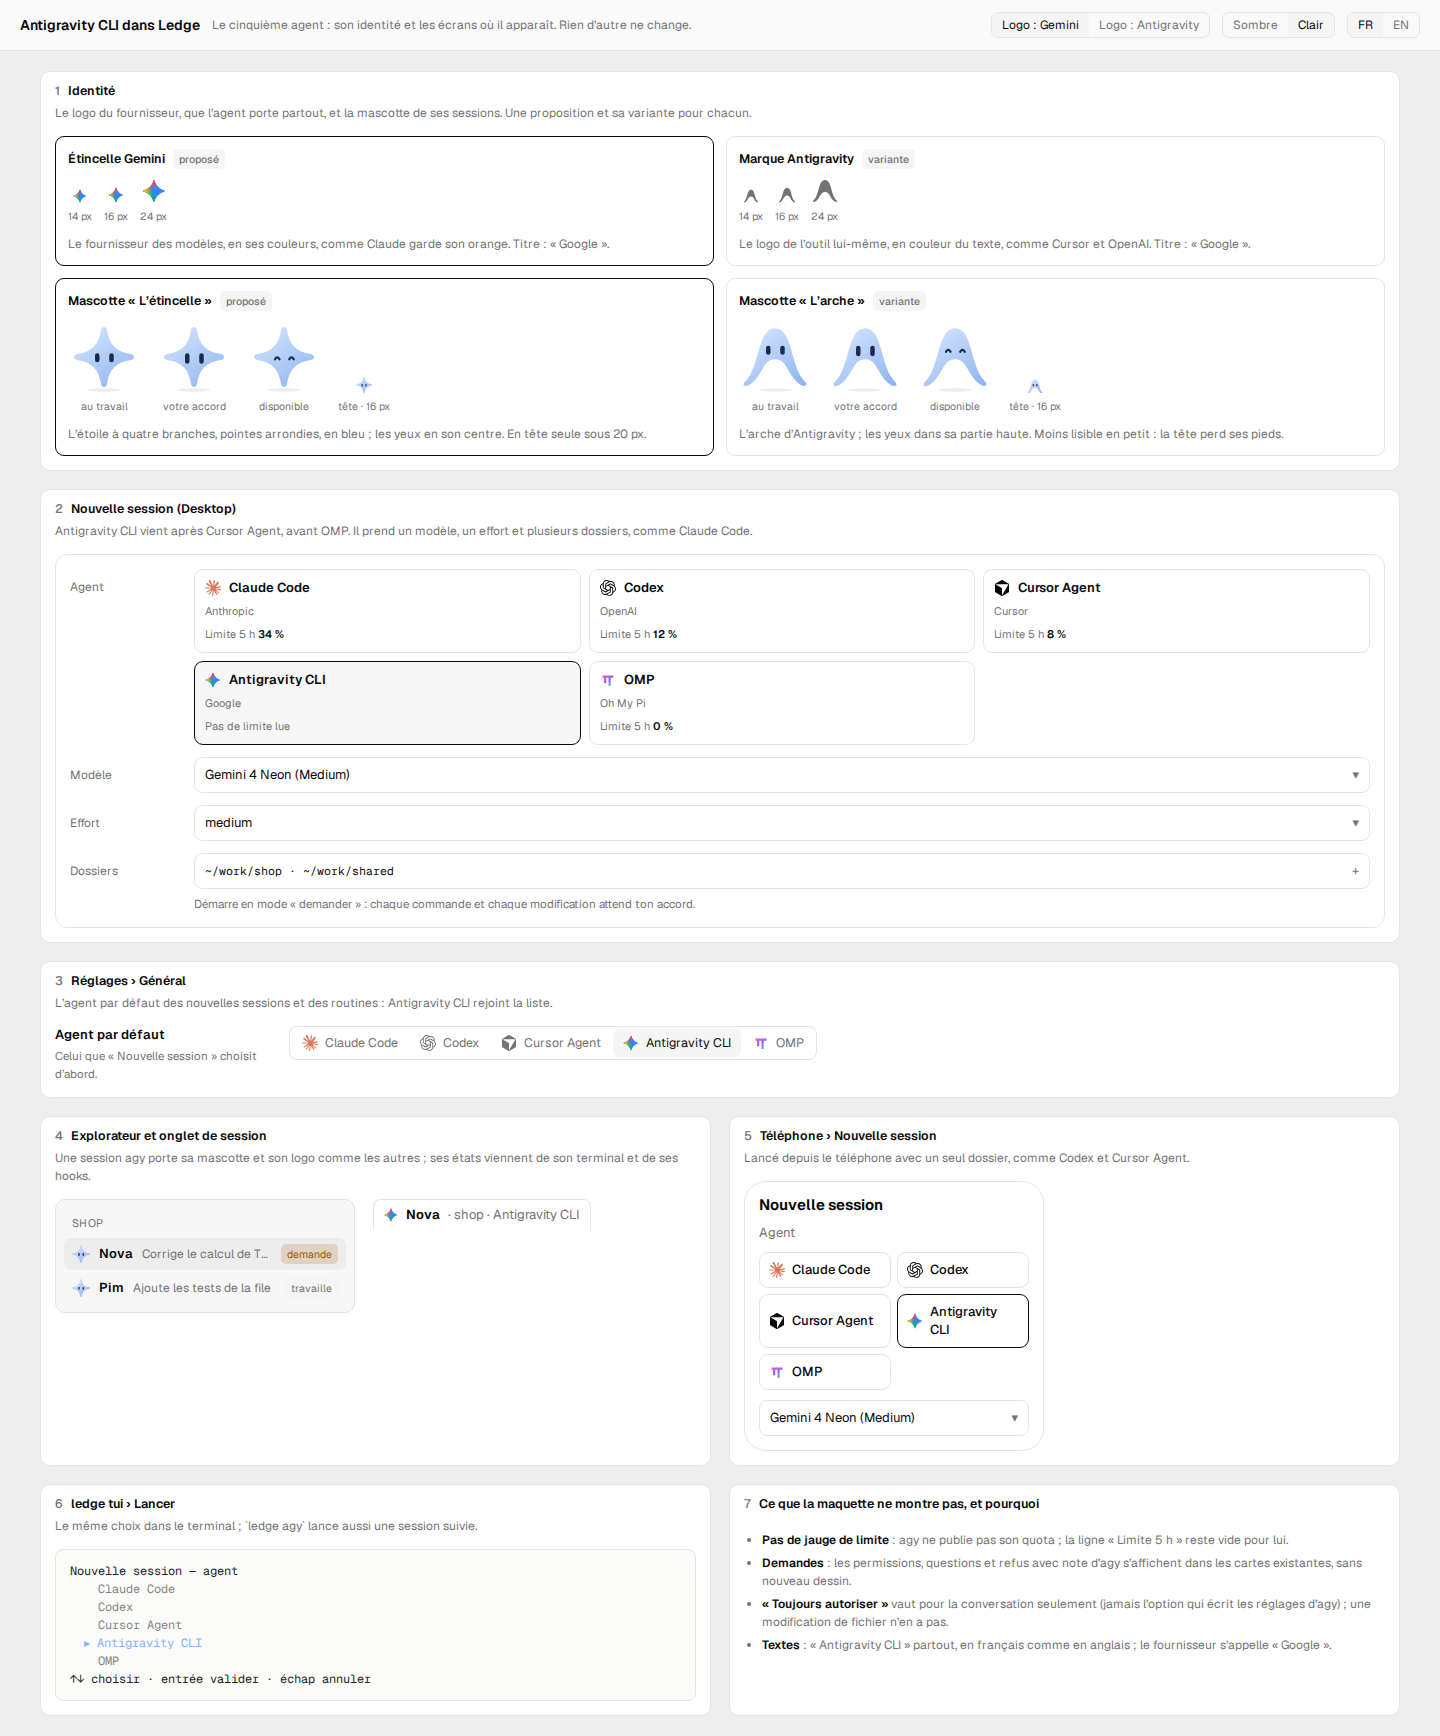 Antigravity CLI dans Ledge
Le cinquième agent : son identité et les écrans où il apparaît. Rien d'autre ne change.
Logo : Gemini
Logo : Antigravity
Sombre
Clair
FR
EN
1 Identité
Le logo du fournisseur, que l'agent porte partout, et la mascotte de ses sessions. Une proposition et sa variante pour chacun.
Étincelle Gemini
proposé
14 px
16 px
24 px
Le fournisseur des modèles, en ses couleurs, comme Claude garde son orange. Titre : « Google ».
Marque Antigravity
variante
14 px
16 px
24 px
Le logo de l'outil lui-même, en couleur du texte, comme Cursor et OpenAI. Titre : « Google ».
Mascotte « L'étincelle »
proposé
au travail
votre accord
disponible
tête · 16 px
L'étoile à quatre branches, pointes arrondies, en bleu ; les yeux en son centre. En tête seule sous 20 px.
Mascotte « L'arche »
variante
au travail
votre accord
disponible
tête · 16 px
L'arche d'Antigravity ; les yeux dans sa partie haute. Moins lisible en petit : la tête perd ses pieds.
2 Nouvelle session (Desktop)
Antigravity CLI vient après Cursor Agent, avant OMP. Il prend un modèle, un effort et plusieurs dossiers, comme Claude Code.
Agent
Claude Code
Anthropic
Limite 5 h 34 %
Codex
OpenAI
Limite 5 h 12 %
Cursor Agent
Cursor
Limite 5 h 8 %
Antigravity CLI
Google
Pas de limite lue
OMP
Oh My Pi
Limite 5 h 0 %
Modèle
Gemini 4 Neon (Medium)
Effort
medium
Dossiers
~/work/shop · ~/work/shared
+
Démarre en mode « demander » : chaque commande et chaque modification attend ton accord.
3 Réglages › Général
L'agent par défaut des nouvelles sessions et des routines : Antigravity CLI rejoint la liste.
Agent par défaut
Celui que « Nouvelle session » choisit
d'abord.
Claude Code
Codex
Cursor Agent
Antigravity CLI
OMP
4 Explorateur et onglet de session
Une session agy porte sa mascotte et son logo comme les autres ; ses états viennent de son terminal et de ses
hooks.
SHOP
Nova Corrige le calcul de T… demande
Pim Ajoute les tests de la file travaille
Nova · shop · Antigravity CLI
5 Téléphone › Nouvelle session
Lancé depuis le téléphone avec un seul dossier, comme Codex et Cursor Agent.
Nouvelle session
Agent
Claude Code
Codex
Cursor Agent
Antigravity
CLI
OMP
Gemini 4 Neon (Medium)
6 ledge tui › Lancer
Le même choix dans le terminal ; `ledge agy` lance aussi une session suivie.
Nouvelle session — agent
Claude Code
Codex
Cursor Agent
▸ Antigravity CLI
OMP
↑↓ choisir · entrée valider · échap annuler
7 Ce que la maquette ne montre pas, et pourquoi
• Pas de jauge de limite : agy ne publie pas son quota ; la ligne « Limite 5 h » reste vide pour lui.
• Demandes : les permissions, questions et refus avec note d'agy s'affichent dans les cartes existantes, sans
nouveau dessin.
• « Toujours autoriser » vaut pour la conversation seulement (jamais l'option qui écrit les réglages d'agy) ; une
modification de fichier n'en a pas.
• Textes : « Antigravity CLI » partout, en français comme en anglais ; le fournisseur s'appelle « Google ».